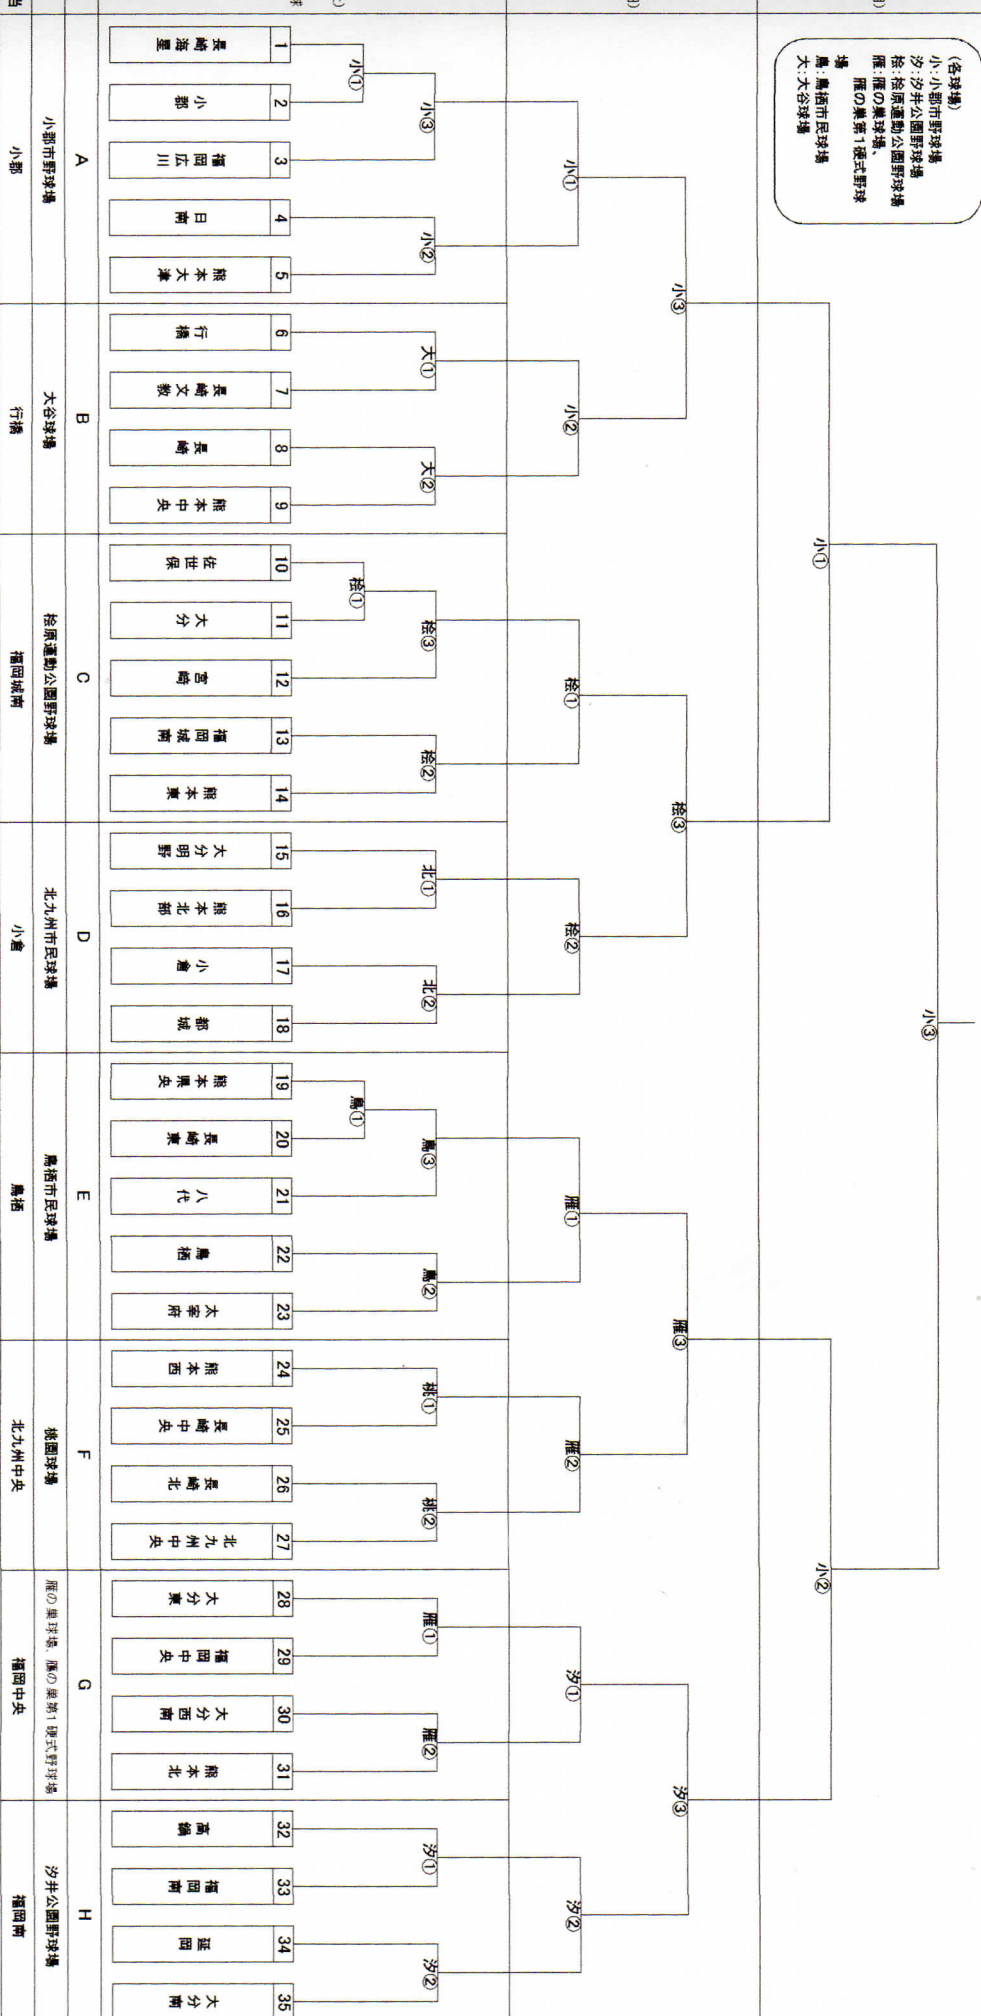 (各球場)
小:小郡市野球場
汐:汐井公園野球場
桧:桧原運動公園野球場
雁:雁の巣球場、
雁の巣第1硬式野球
場
鳥:鳥栖市民球場
大:大谷球場
小③
小① 小②
小③ 桧③ 雁③ 汐③
小① 小② 桧① 桧② 雁① 雁② 汐① 汐②
小③ 小② 大① 大② 桧③ 桧② 北① 北② 鳥③ 鳥② 桃① 桃② 雁① 雁② 汐① 汐②
小① 桧① 鳥①
1 長崎海星
2 小郡
3 福岡広川
4 日南
5 熊本大津
6 行橋
7 長崎文教
8 長崎
9 熊本中央
10 佐世保
11 大分
12 宮崎
13 福岡城南
14 熊本東
15 大分明野
16 熊本北部
17 小倉
18 都城
19 熊本県央
20 長崎東
21 八代
22 鳥栖
23 太宰府
24 熊本西
25 長崎中央
26 長崎北
27 北九州中央
28 大分東
29 福岡中央
30 大分西南
31 熊本北
32 高鍋
33 福岡南
34 延岡
35 大分南
A B C D E F G H
小郡市野球場 大谷球場 桧原運動公園野球場 北九州市民球場 鳥栖市民球場 桃園球場 雁の巣球場、雁の巣第1硬式野球場 汐井公園野球場
小郡 行橋 福岡城南 小倉 鳥栖 北九州中央 福岡中央 福岡南